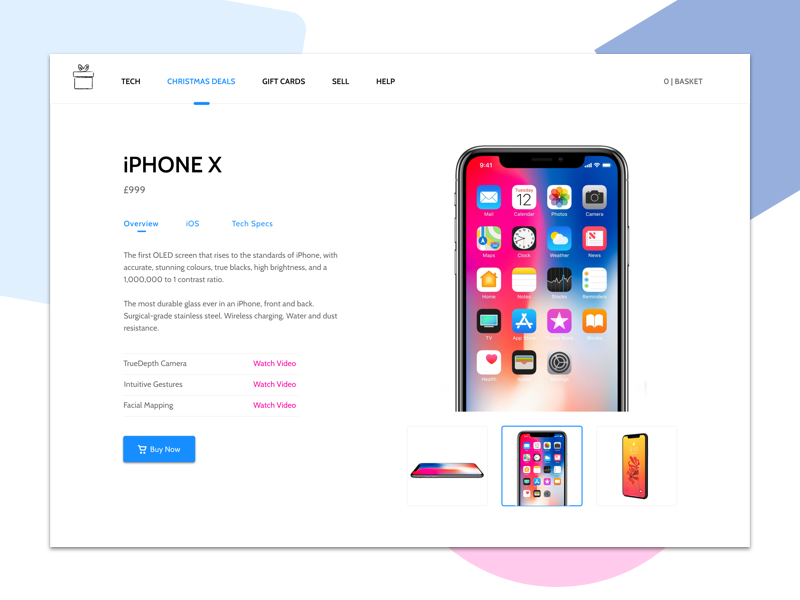 TECH CHRISTMAS DEALS GIFT CARDS SELL HELP 0 | BASKET
iPHONE X
£999
Overview iOS Tech Specs
The first OLED screen that rises to the standards of iPhone, with
accurate, stunning colours, true blacks, high brightness, and a
1,000,000 to 1 contrast ratio.
The most durable glass ever in an iPhone, front and back.
Surgical-grade stainless steel. Wireless charging. Water and dust
resistance.
TrueDepth Camera Watch Video
Intuitive Gestures Watch Video
Facial Mapping Watch Video
Buy Now
9:41
Tuesday
12
Mail Calendar Photos Camera
Maps Clock Weather News
Home Notes Stocks Reminders
TV App Store iTunes Store iBooks
Health Wallet Settings